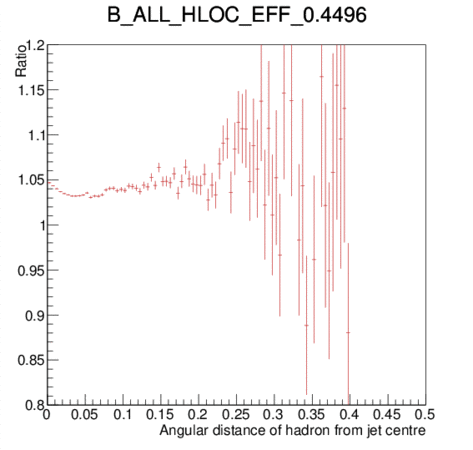 B_ALL_HLOC_EFF_0.4496
Ratio
1.2
1.15
1.1
1.05
1
0.95
0.9
0.85
0.8
0 0.05 0.1 0.15 0.2 0.25 0.3 0.35 0.4 0.45 0.5
Angular distance of hadron from jet centre